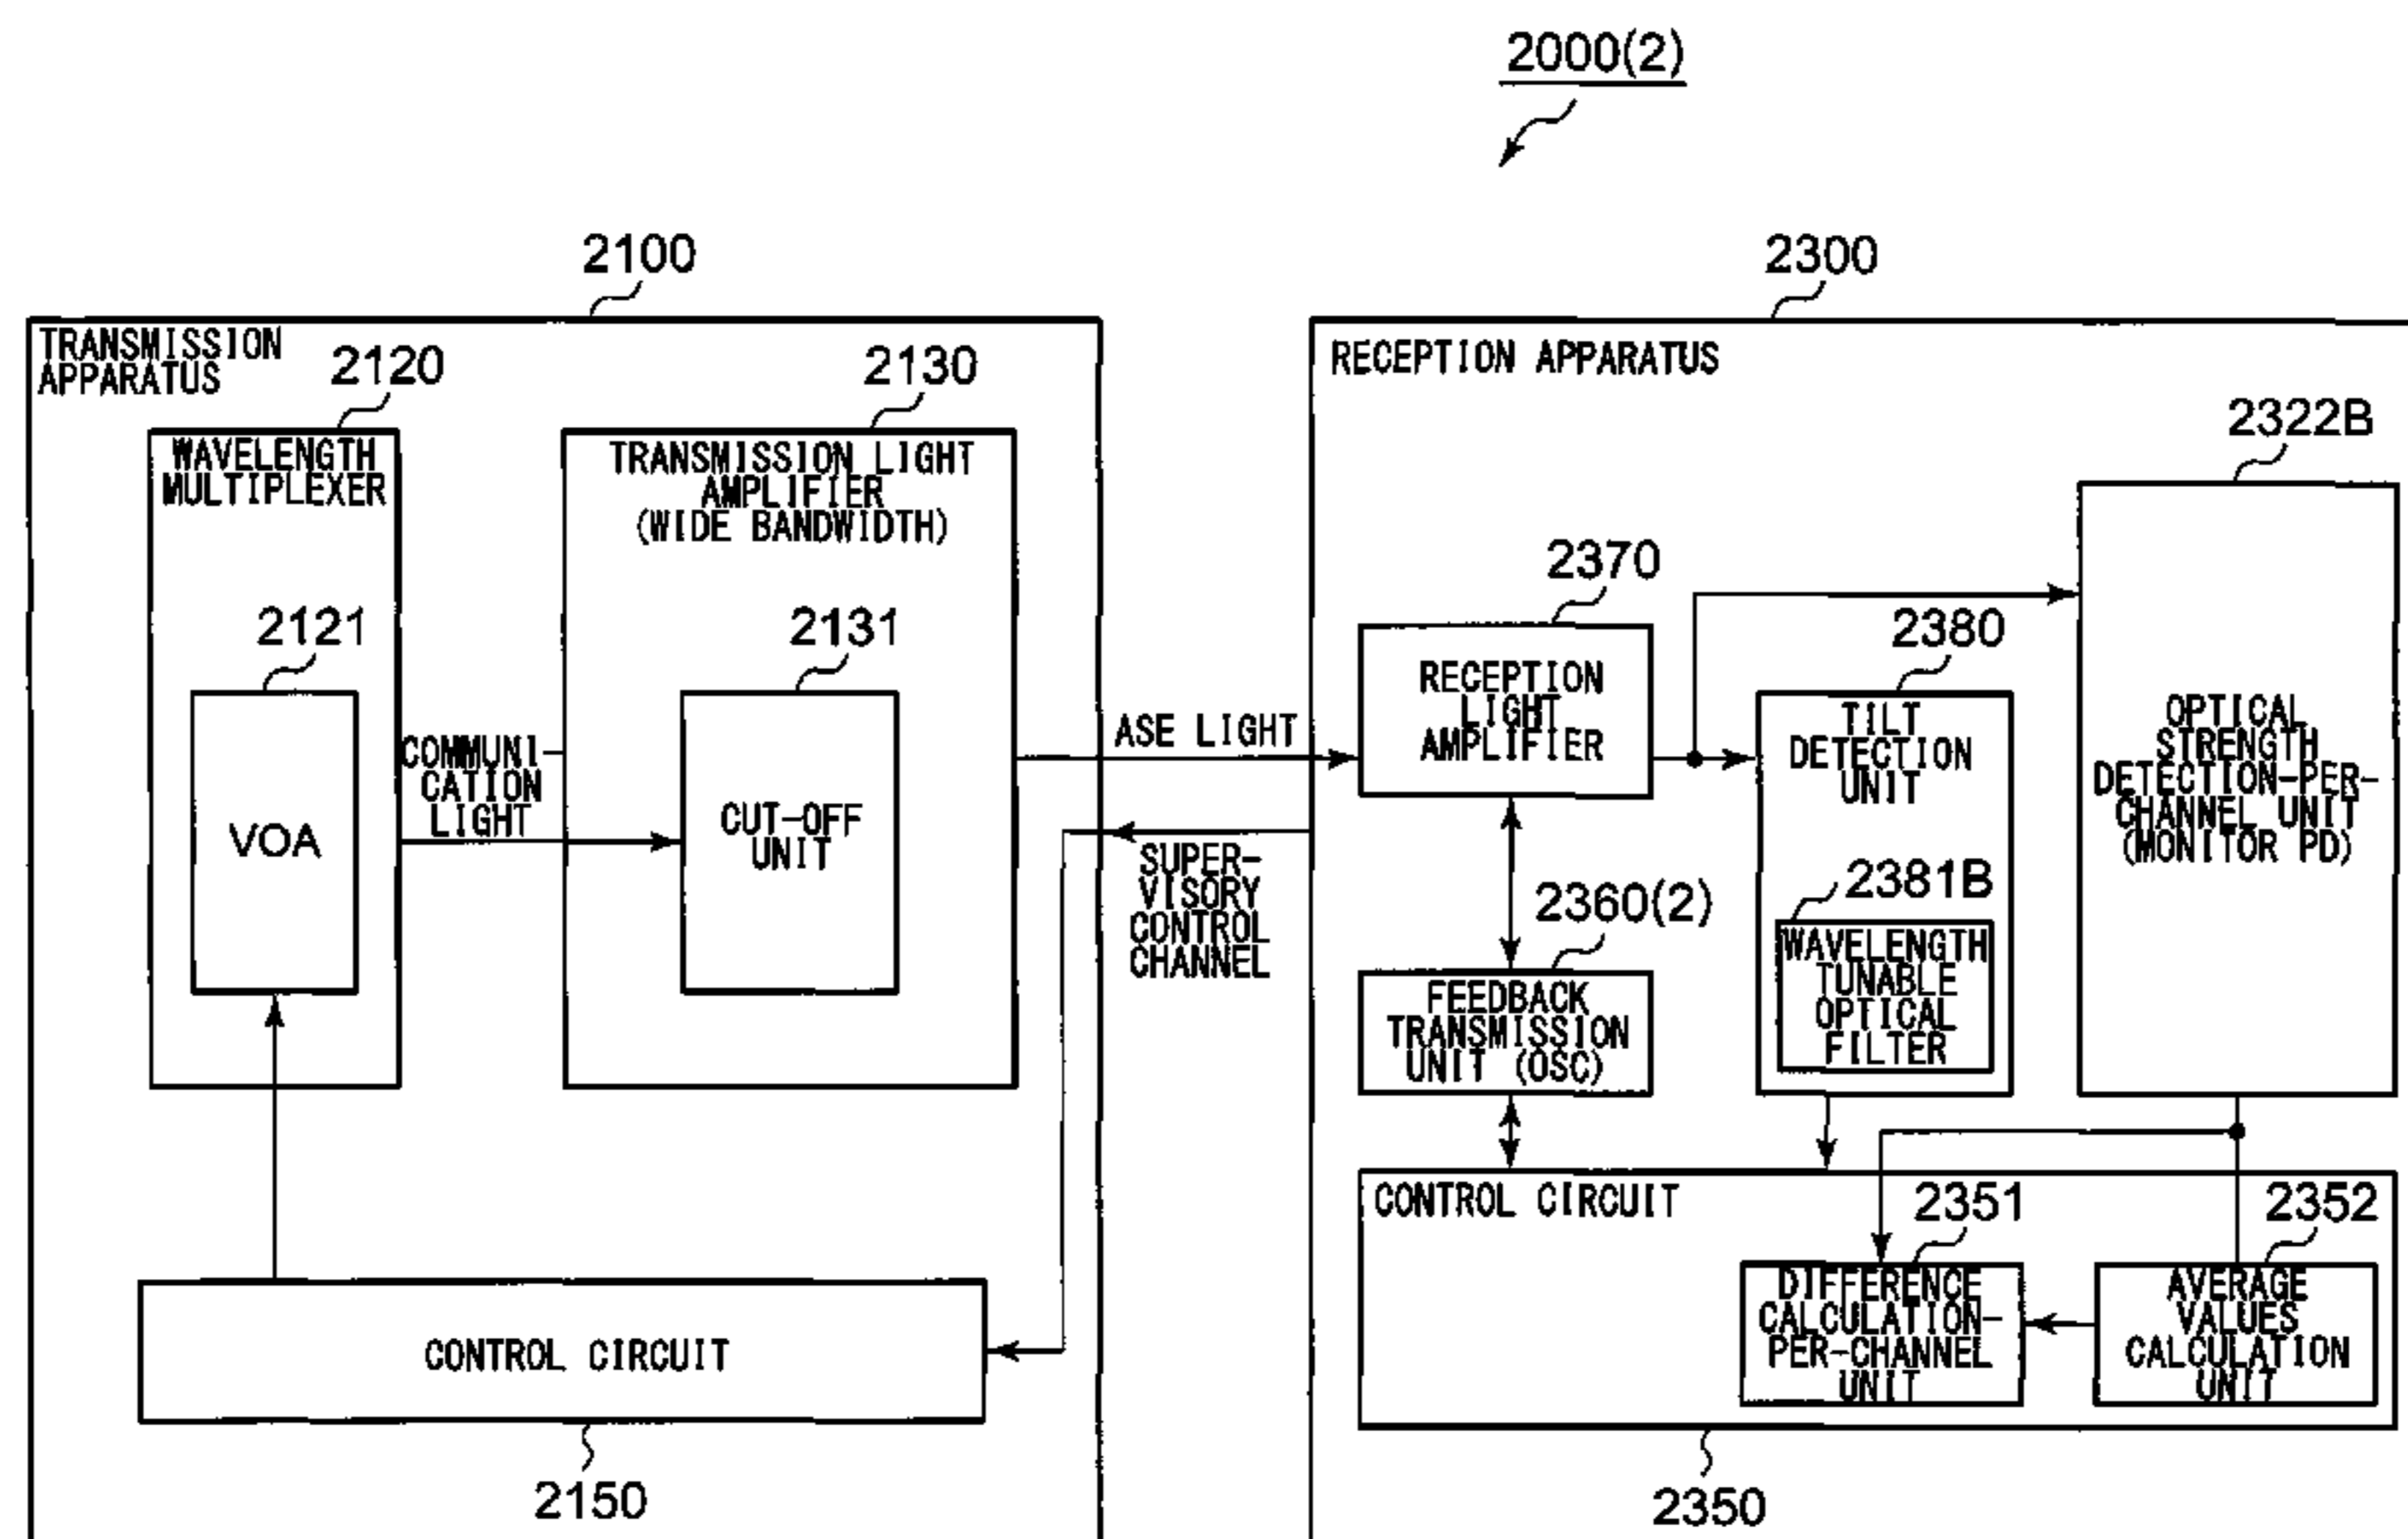 2000(2)
2100
2300
TRANSMISSION
APPARATUS
2120
2130
RECEPTION APPARATUS
2322B
WAVELENGTH
MULTIPLEXER
TRANSMISSION LIGHT
AMPLIFIER
(WIDE BANDWIDTH)
2370
2121
2131
2380
RECEPTION
LIGHT
AMPLIFIER
TILT
DETECTION
UNIT
OPTICAL
STRENGTH
DETECTION-PER-
CHANNEL UNIT
(MONITOR PD)
COMMUNI-
CATION
LIGHT
ASE LIGHT
VOA
CUT-OFF
UNIT
SUPER-
VISORY
CONTROL
CHANNEL
2360(2)
2381B
WAVELENGTH
TUNABLE
OPTICAL
FILTER
FEEDBACK
TRANSMISSION
UNIT (OSC)
CONTROL CIRCUIT
2351
2352
DIFFERENCE
CALCULATION-
PER-CHANNEL
UNIT
AVERAGE
VALUES
CALCULATION
UNIT
CONTROL CIRCUIT
2150
2350